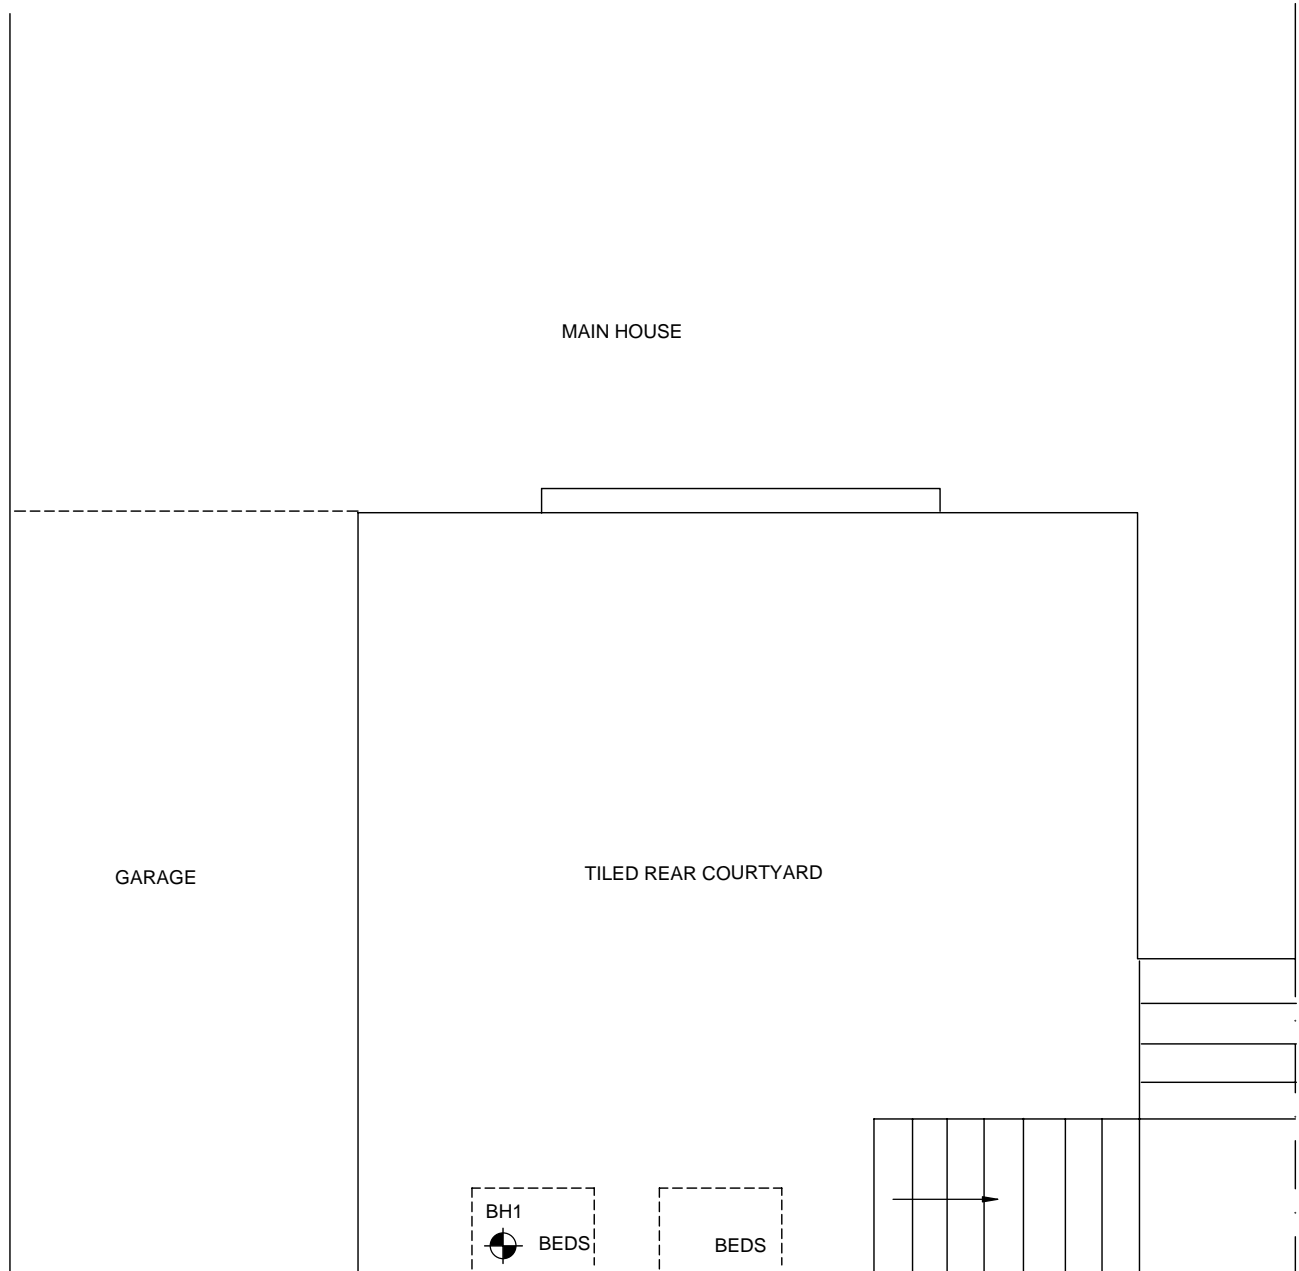 MAIN HOUSE
GARAGE
TILED REAR COURTYARD
BH1
BEDS
BEDS